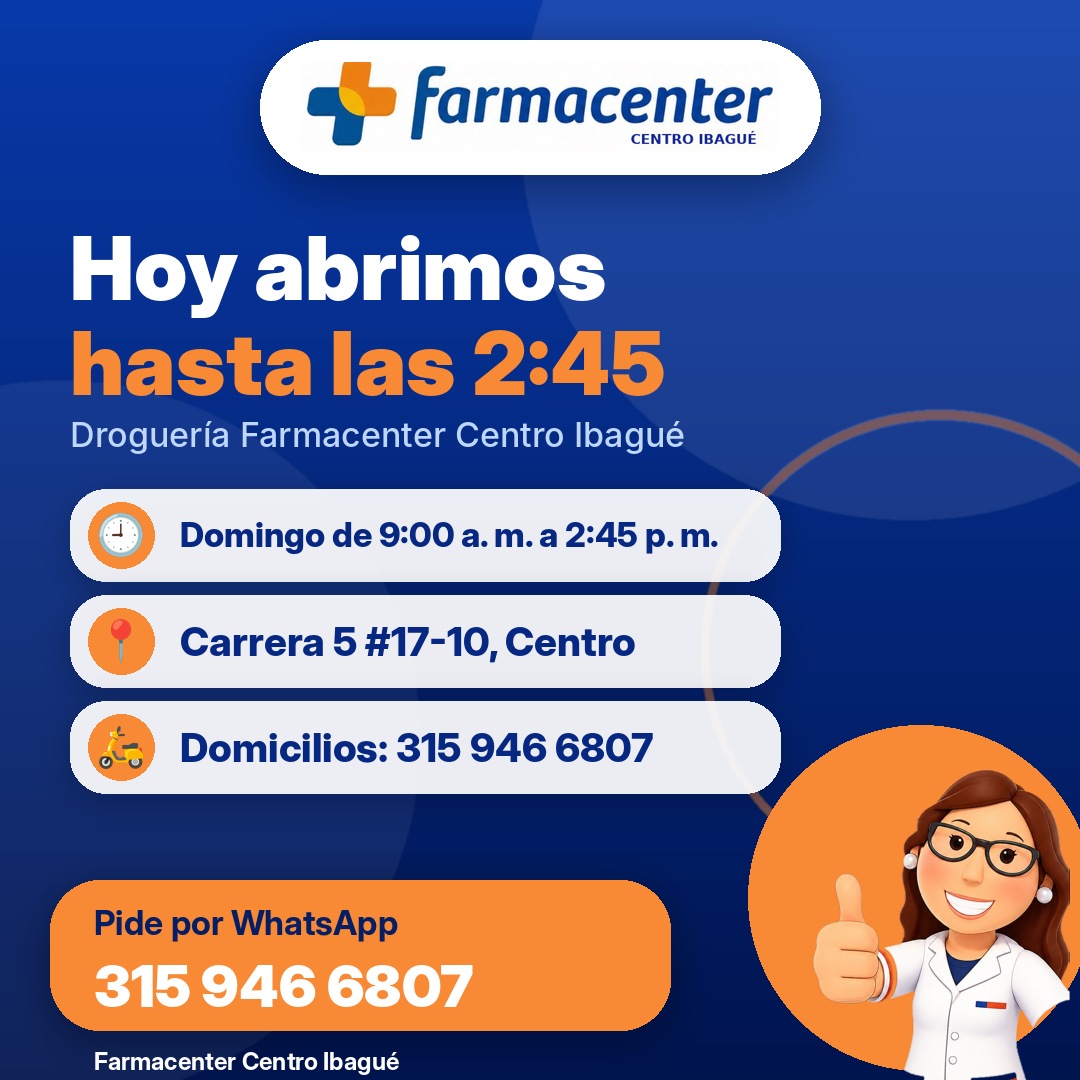 farmacenter
CENTRO IBAGUÉ
Hoy abrimos
hasta las 2:45
Droguería Farmacenter Centro Ibagué
Domingo de 9:00 a. m. a 2:45 p. m.
Carrera 5 #17-10, Centro
Domicilios: 315 946 6807
Pide por WhatsApp
315 946 6807
Farmacenter Centro Ibagué